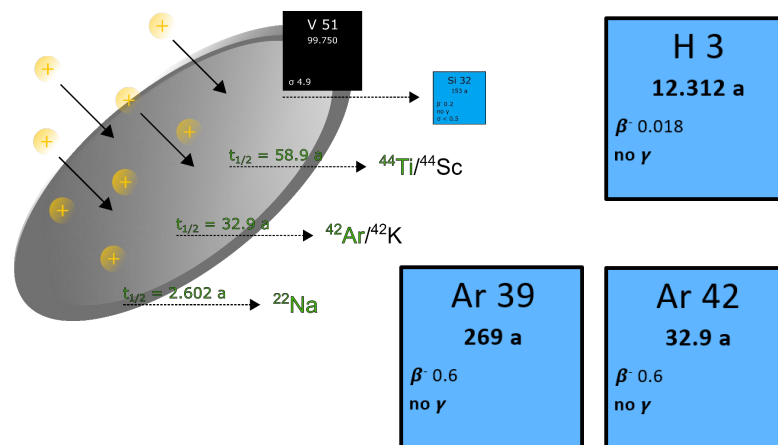 V 51
99.750
σ 4.9
Si 32
153 a
β⁻ 0.2
no γ
σ < 0.5
H 3
12.312 a
β⁻ 0.018
no γ
+
+
+
+
+
+
+
+
t₁/₂ = 58.9 a
⁴⁴Ti/⁴⁴Sc
t₁/₂ = 32.9 a
⁴²Ar/⁴²K
t₁/₂ = 2.602 a
²²Na
Ar 39
269 a
β⁻ 0.6
no γ
Ar 42
32.9 a
β⁻ 0.6
no γ